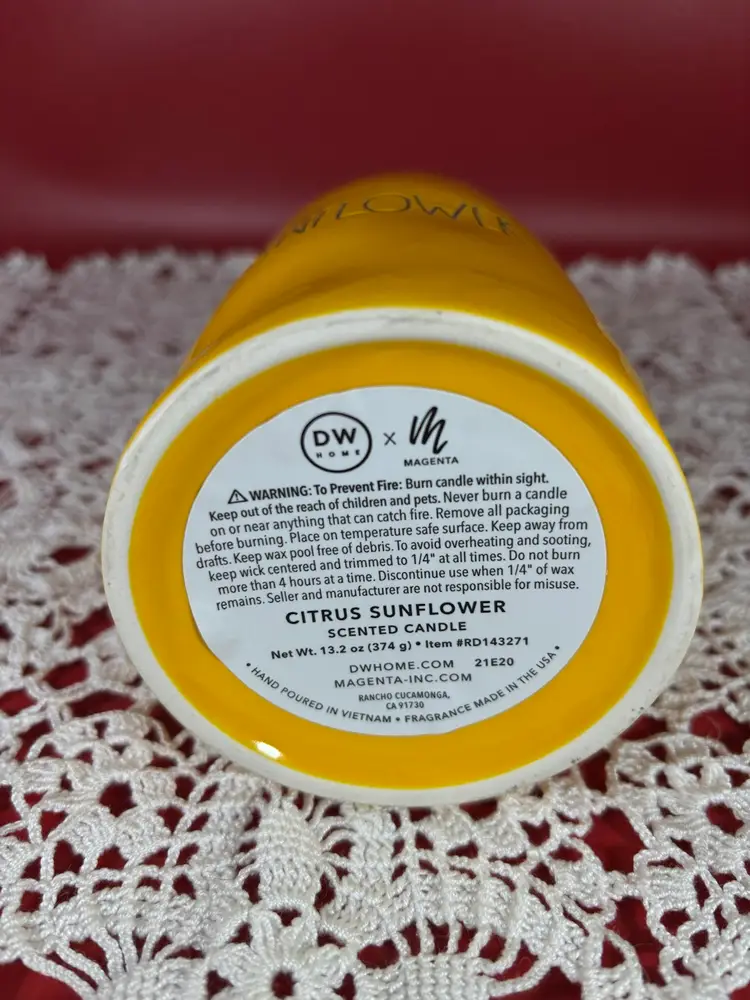 DW
HOME
x
M
MAGENTA
⚠ WARNING: To Prevent Fire: Burn candle within sight.
Keep out of the reach of children and pets. Never burn a candle
on or near anything that can catch fire. Remove all packaging
before burning. Place on temperature safe surface. Keep away from
drafts. Keep wax pool free of debris. To avoid overheating and sooting,
keep wick centered and trimmed to 1/4" at all times. Do not burn
more than 4 hours at a time. Discontinue use when 1/4" of wax
remains. Seller and manufacturer are not responsible for misuse.
CITRUS SUNFLOWER
SCENTED CANDLE
Net Wt. 13.2 oz (374 g) • Item #RD143271
DWHOME.COM 21E20
MAGENTA-INC.COM
RANCHO CUCAMONGA,
CA 91730
• HAND POURED IN VIETNAM • FRAGRANCE MADE IN THE USA •